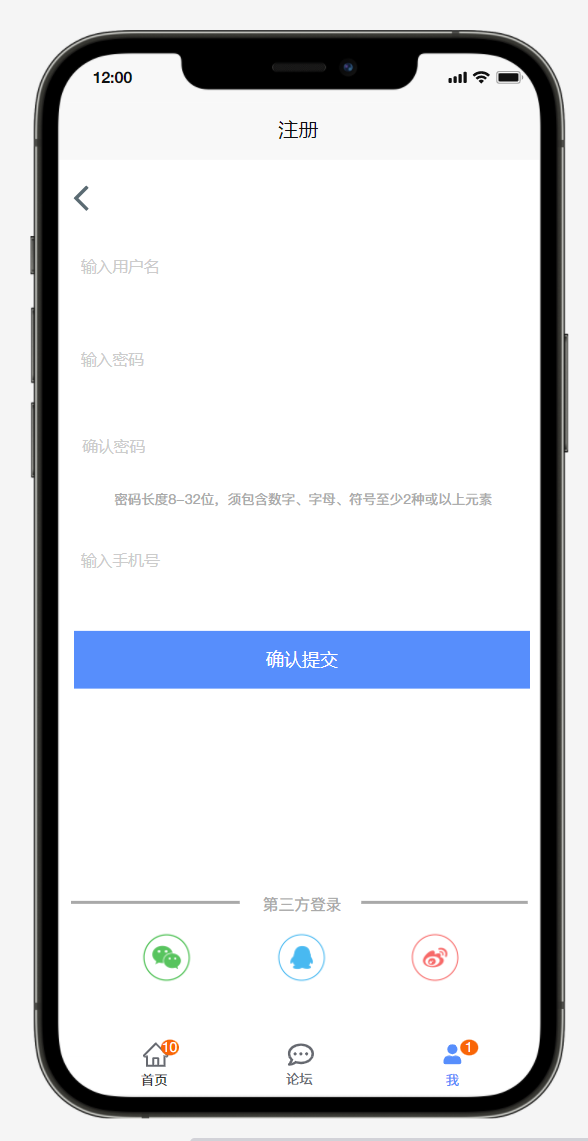 12:00
注册
输入用户名
输入密码
确认密码
密码长度8-32位，须包含数字、字母、符号至少2种或以上元素
输入手机号
确认提交
第三方登录
10
1
首页
论坛
我